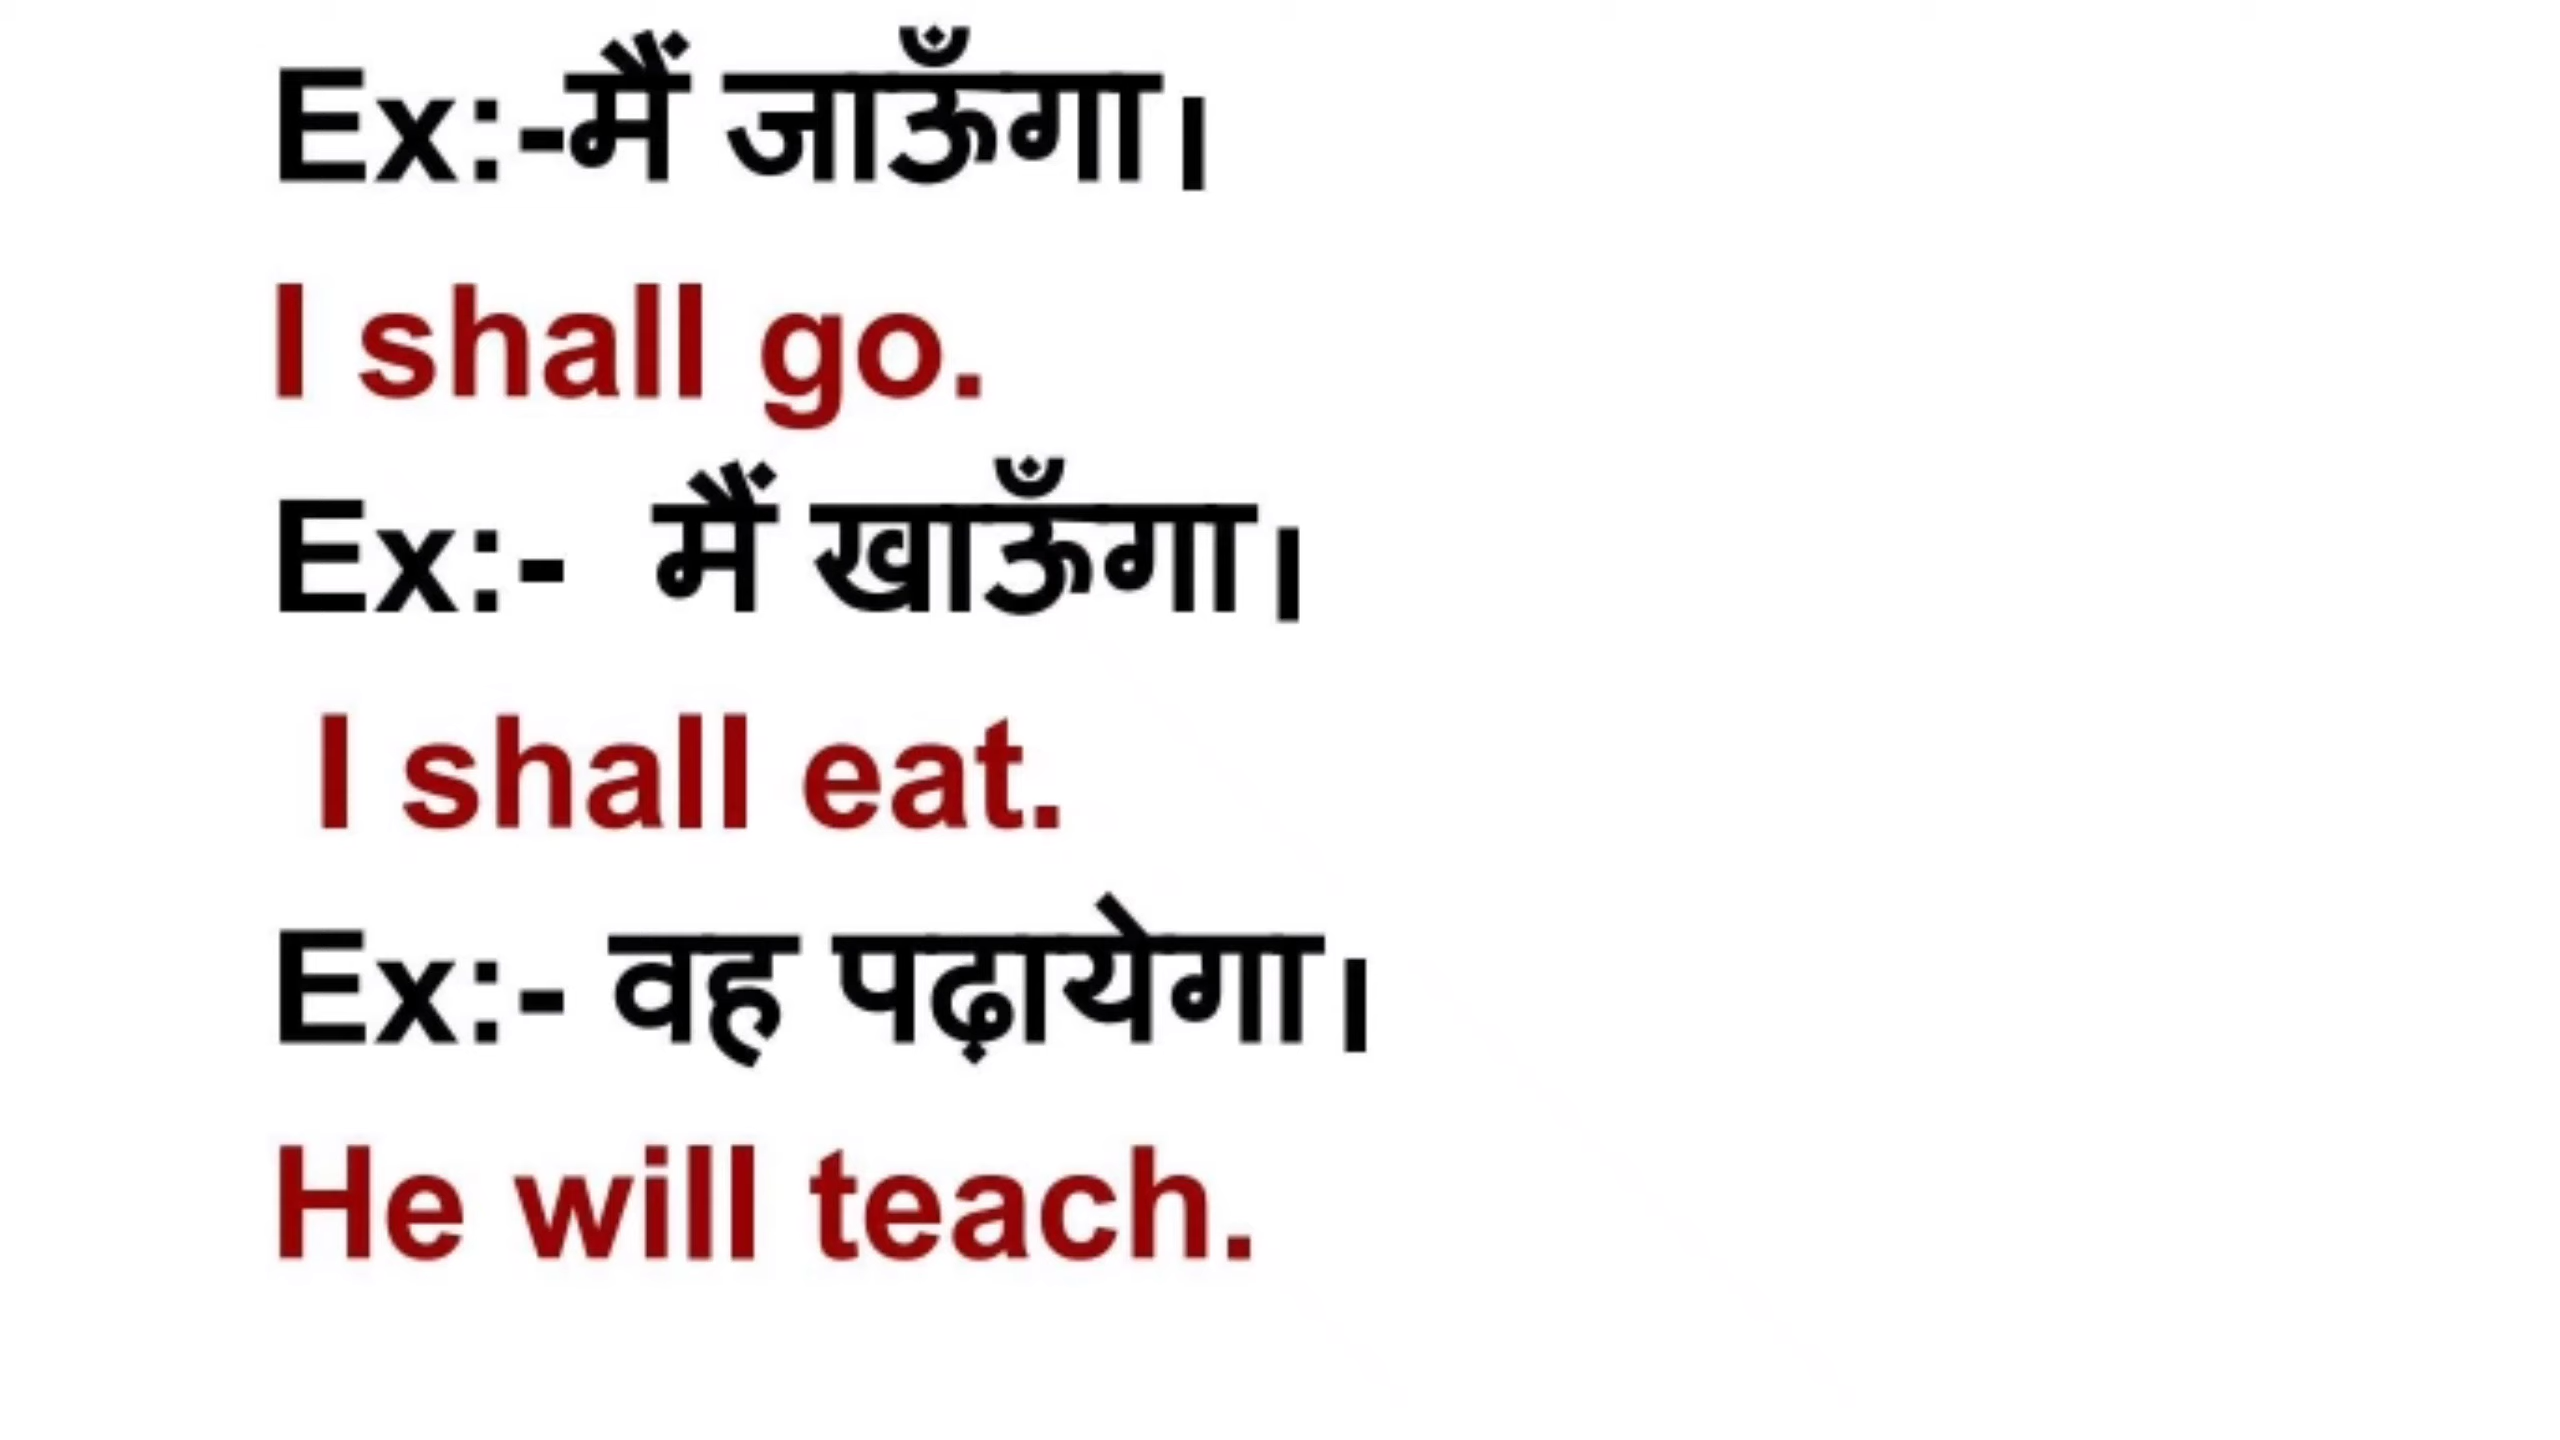 Ex:-मैं जाऊँगा।
I shall go.
Ex:- मैं खाऊँगा।
I shall eat.
Ex:- वह पढ़ायेगा।
He will teach.